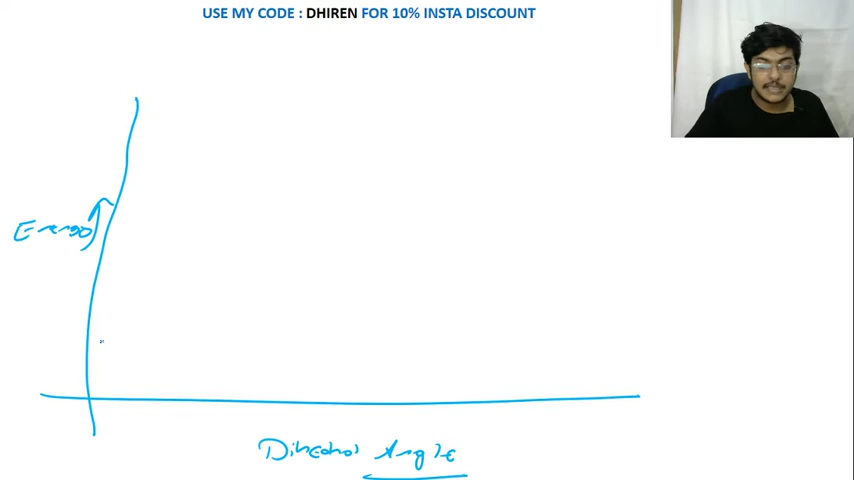 USE MY CODE : DHIREN FOR 10% INSTA DISCOUNT
Energy
Dihedral Angle